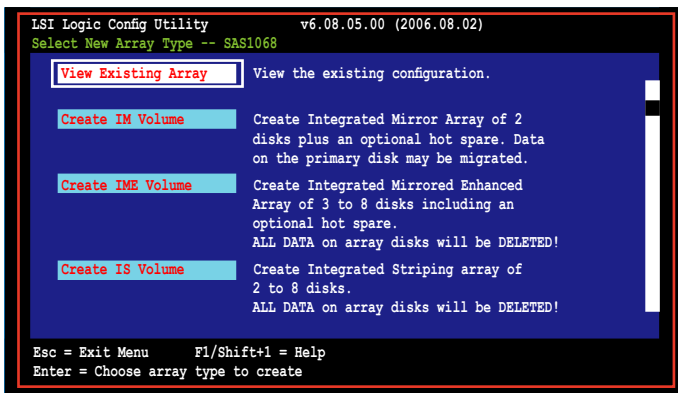 LSI Logic Config Utility v6.08.05.00 (2006.08.02)
Select New Array Type -- SAS1068
View Existing Array View the existing configuration.
Create IM Volume Create Integrated Mirror Array of 2
disks plus an optional hot spare. Data
on the primary disk may be migrated.
Create IME Volume Create Integrated Mirrored Enhanced
Array of 3 to 8 disks including an
optional hot spare.
ALL DATA on array disks will be DELETED!
Create IS Volume Create Integrated Striping array of
2 to 8 disks.
ALL DATA on array disks will be DELETED!
Esc = Exit Menu F1/Shift+1 = Help
Enter = Choose array type to create